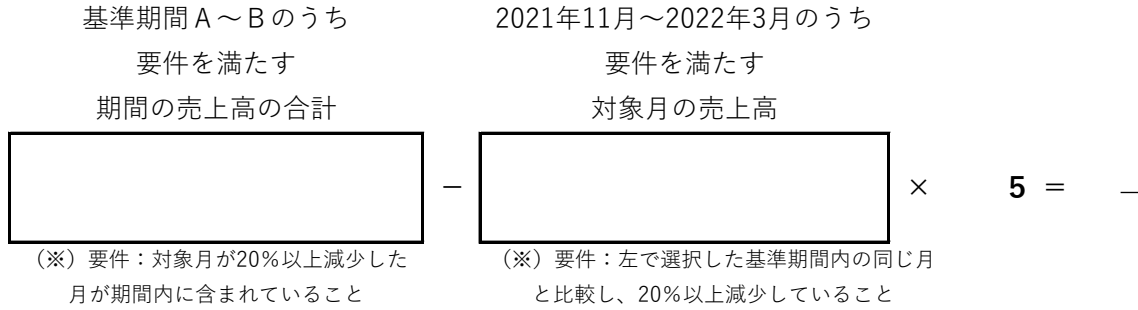 基準期間Ａ～Ｂのうち
要件を満たす
期間の売上高の合計
2021年11月～2022年3月のうち
要件を満たす
対象月の売上高
－
×
5 ＝
（※）要件：対象月が20％以上減少した
月が期間内に含まれていること
（※）要件：左で選択した基準期間内の同じ月
と比較し、20％以上減少していること